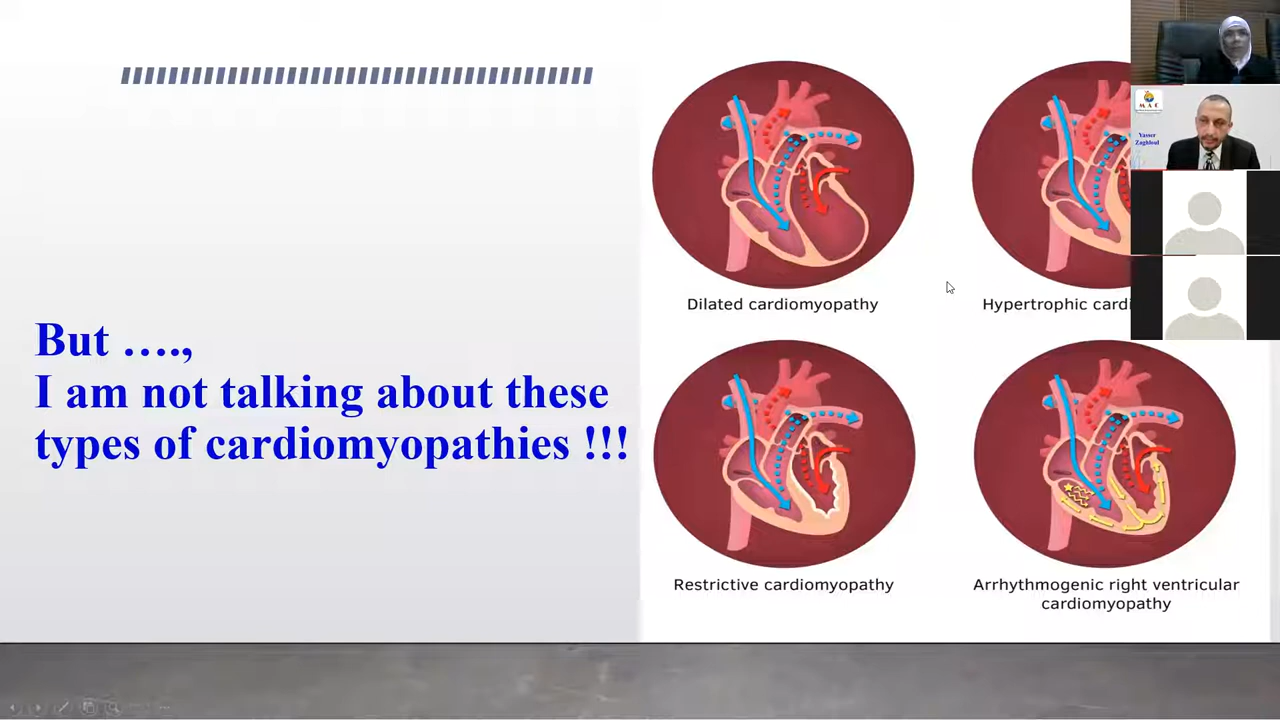 But ….,
I am not talking about these
types of cardiomyopathies !!!
Dilated cardiomyopathy
Hypertrophic cardi
Restrictive cardiomyopathy
Arrhythmogenic right ventricular
cardiomyopathy
M A C
Yasser
Zaghloul